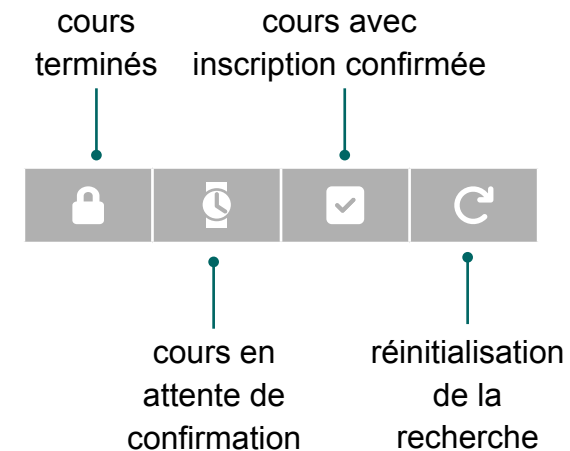 cours
terminés
cours avec
inscription confirmée
cours en
attente de
confirmation
réinitialisation
de la
recherche